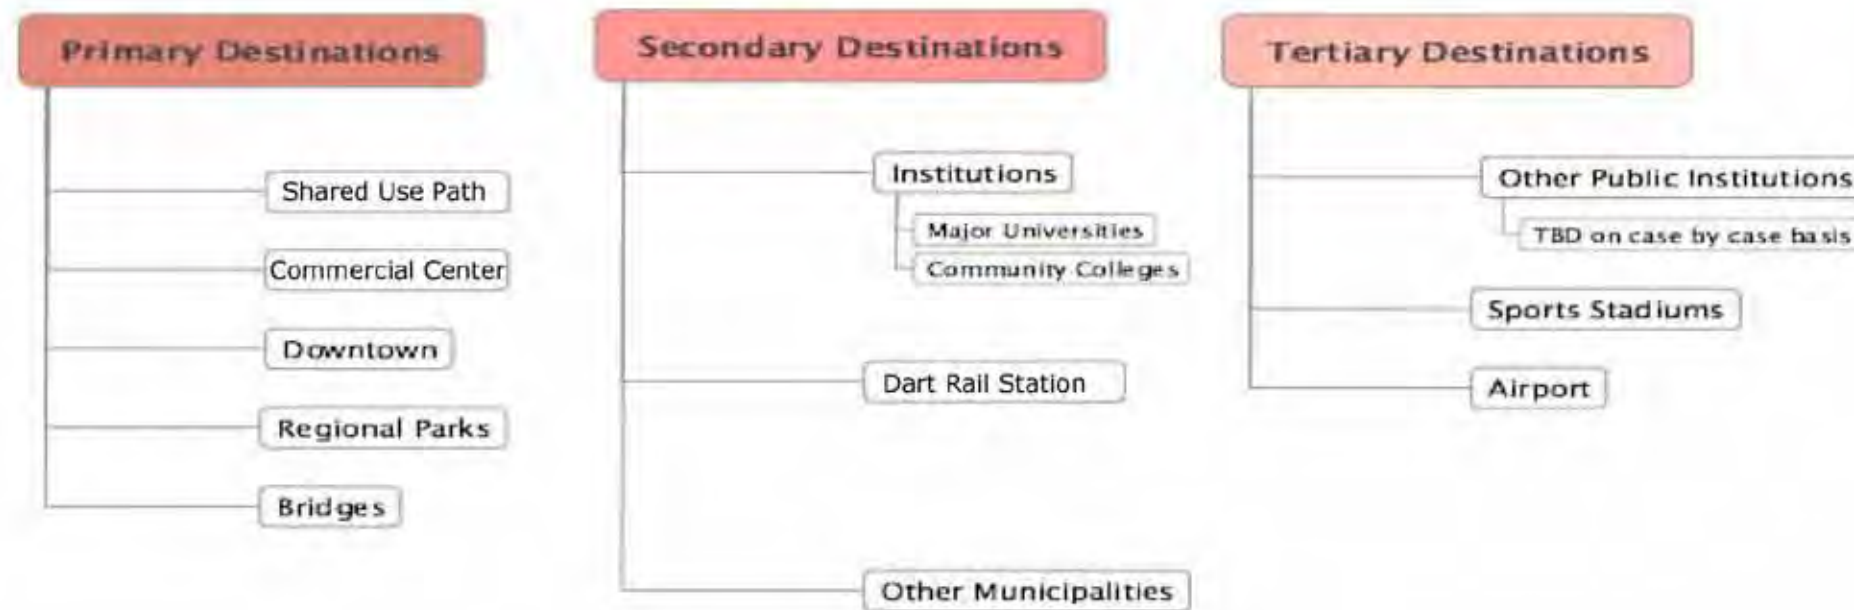 Primary Destinations
Shared Use Path
Commercial Center
Downtown
Regional Parks
Bridges
Secondary Destinations
Institutions
Major Universities
Community Colleges
Dart Rail Station
Other Municipalities
Tertiary Destinations
Other Public Institutions
TBD on case by case basis
Sports Stadiums
Airport